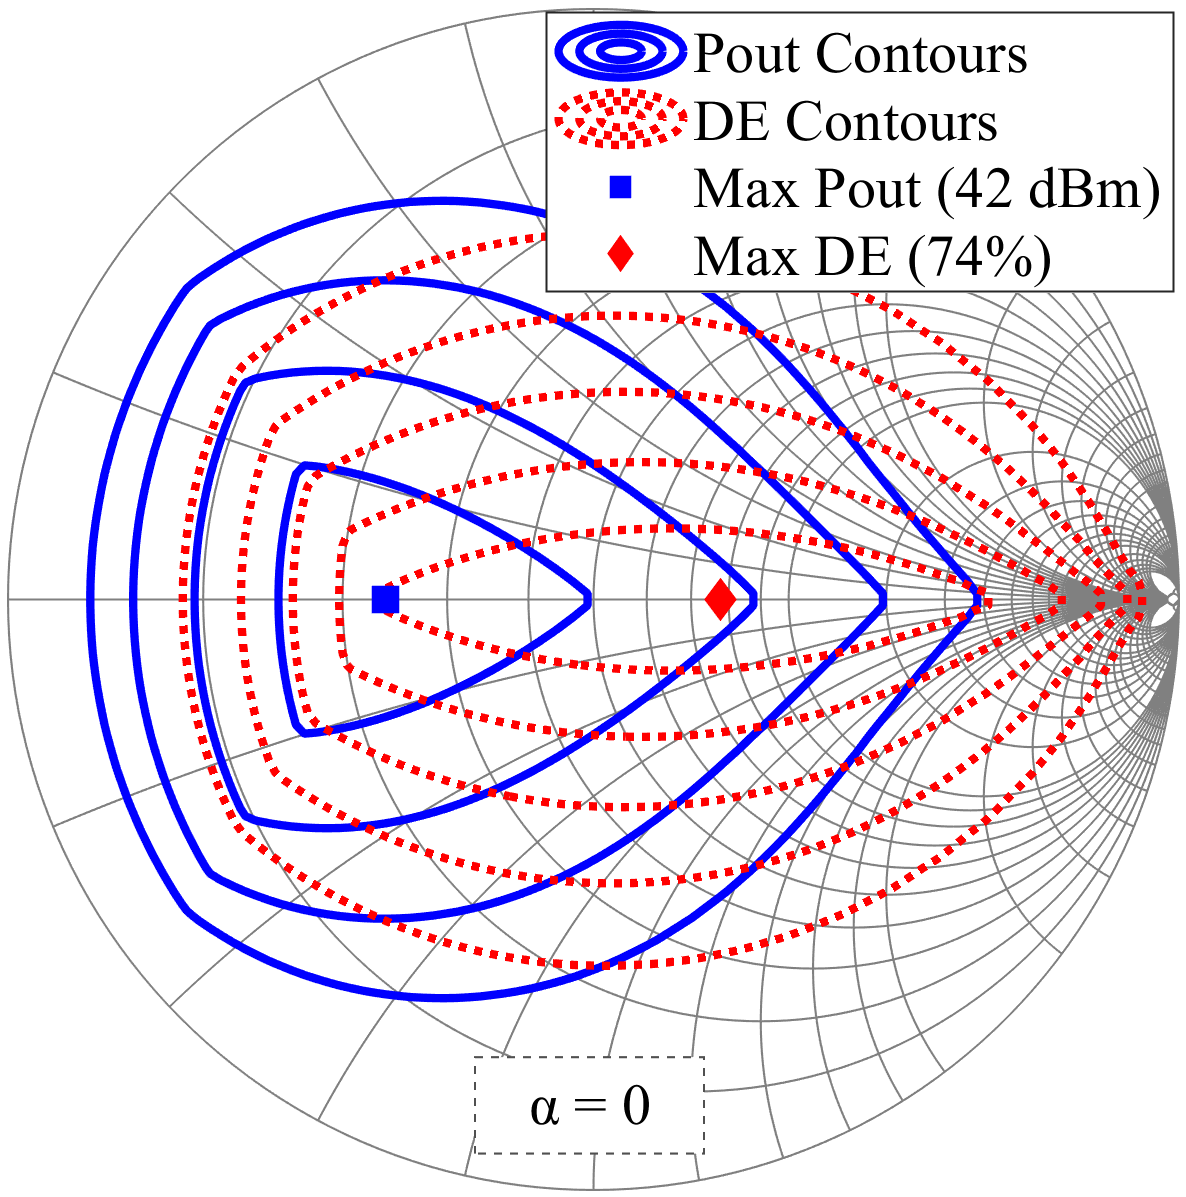 Pout Contours
DE Contours
Max Pout (42 dBm)
Max DE (74%)
α = 0